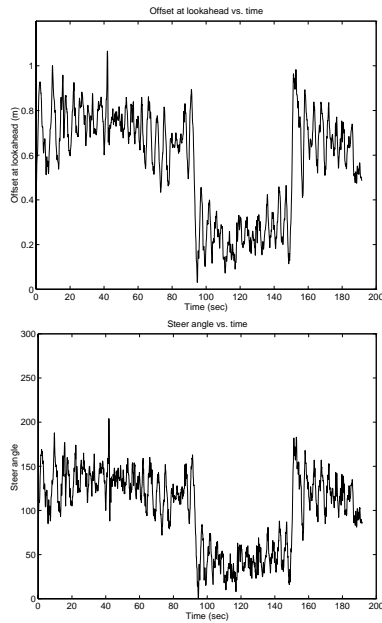 Offset at lookahead vs. time
1
0.8
0.6
0.4
0.2
0
Offset at lookahead (m)
0 20 40 60 80 100 120 140 160 180 200
Time (sec)
Steer angle vs. time
300
250
200
150
100
50
0
Steer angle
0 20 40 60 80 100 120 140 160 180 200
Time (sec)